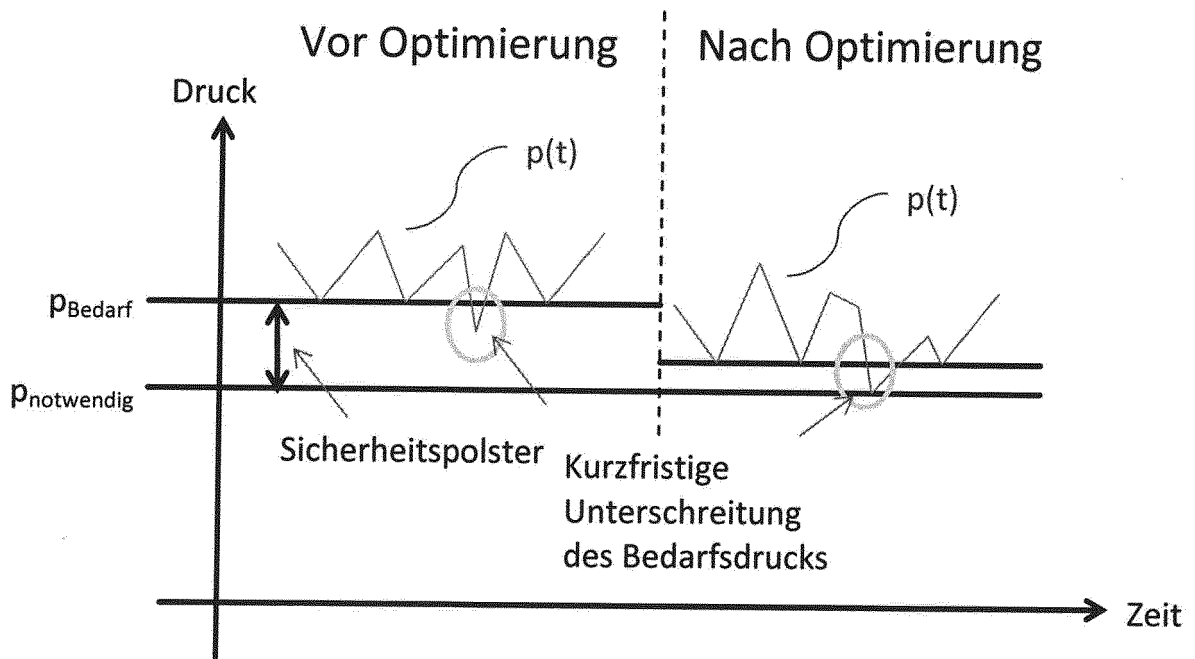 Vor Optimierung
Nach Optimierung
Druck
p(t)
p(t)
pBedarf
pnotwendig
Sicherheitspolster
Kurzfristige
Unterschreitung
des Bedarfsdrucks
Zeit